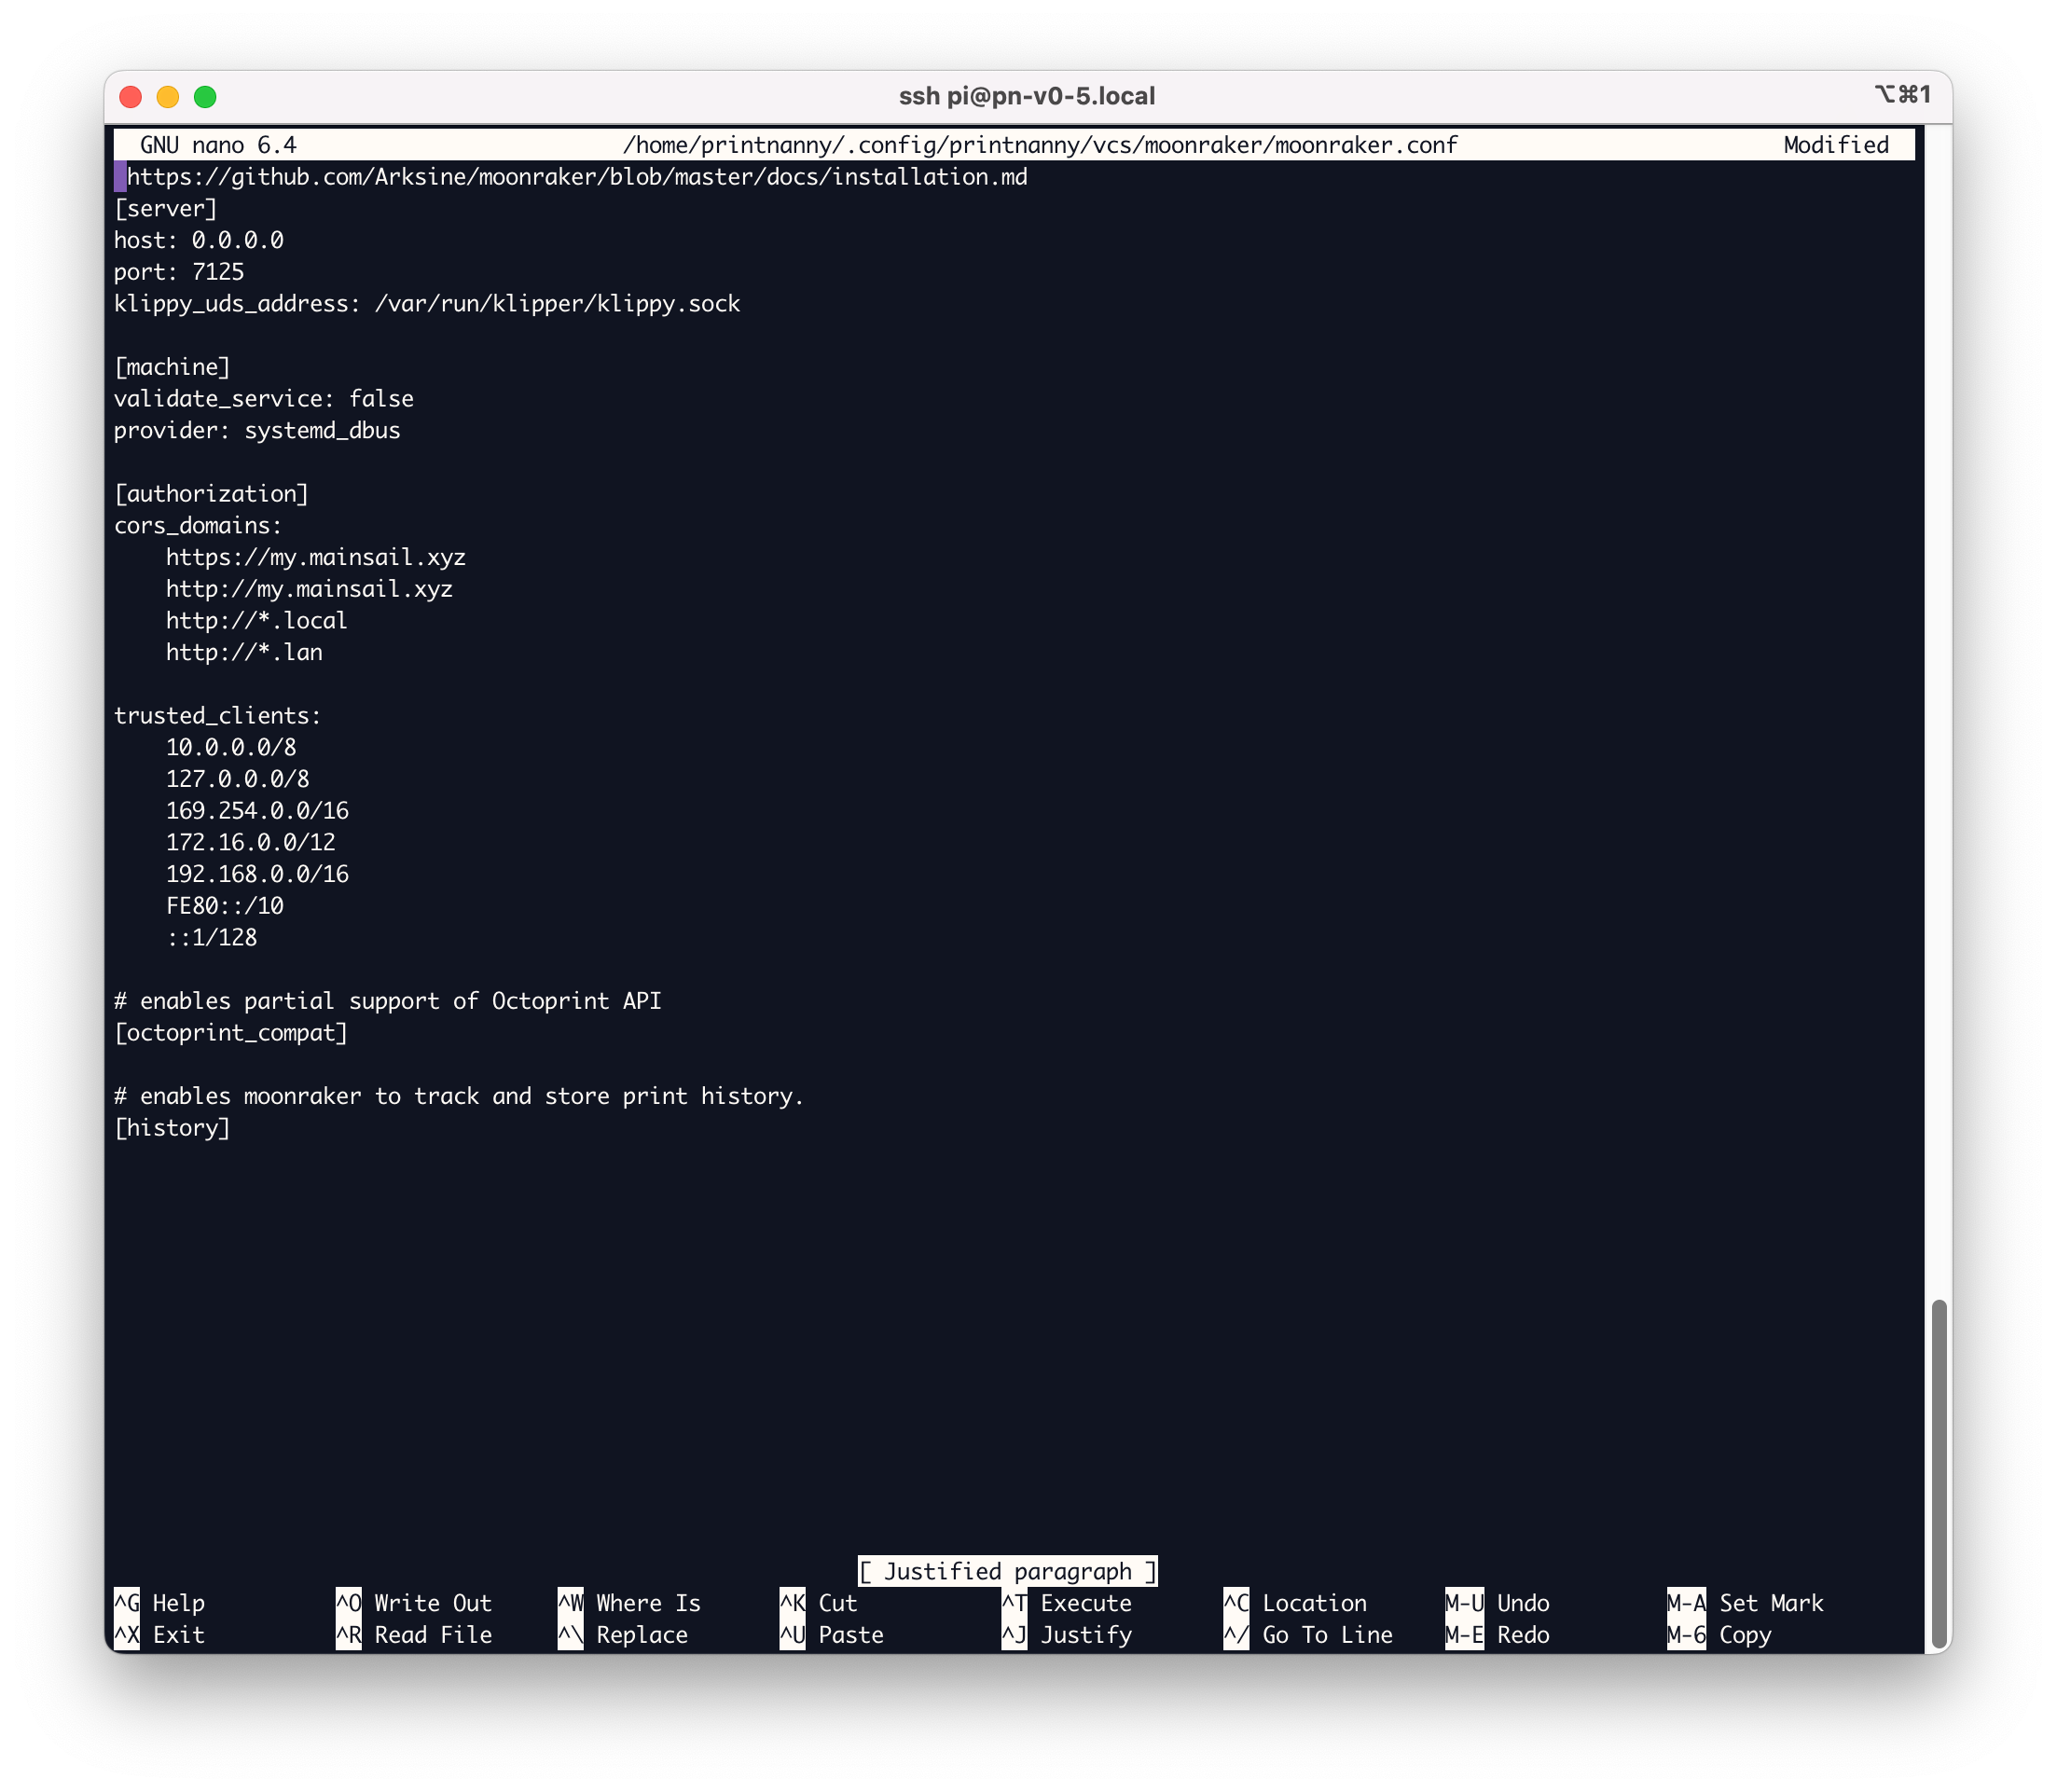 ssh pi@pn-v0-5.local ⌥⌘1
GNU nano 6.4 /home/printnanny/.config/printnanny/vcs/moonraker/moonraker.conf Modified
https://github.com/Arksine/moonraker/blob/master/docs/installation.md
[server]
host: 0.0.0.0
port: 7125
klippy_uds_address: /var/run/klipper/klippy.sock

[machine]
validate_service: false
provider: systemd_dbus

[authorization]
cors_domains:
    https://my.mainsail.xyz
    http://my.mainsail.xyz
    http://*.local
    http://*.lan

trusted_clients:
    10.0.0.0/8
    127.0.0.0/8
    169.254.0.0/16
    172.16.0.0/12
    192.168.0.0/16
    FE80::/10
    ::1/128

# enables partial support of Octoprint API
[octoprint_compat]

# enables moonraker to track and store print history.
[history]

[ Justified paragraph ]
^G Help ^O Write Out ^W Where Is ^K Cut ^T Execute ^C Location M-U Undo M-A Set Mark
^X Exit ^R Read File ^\ Replace ^U Paste ^J Justify ^/ Go To Line M-E Redo M-6 Copy